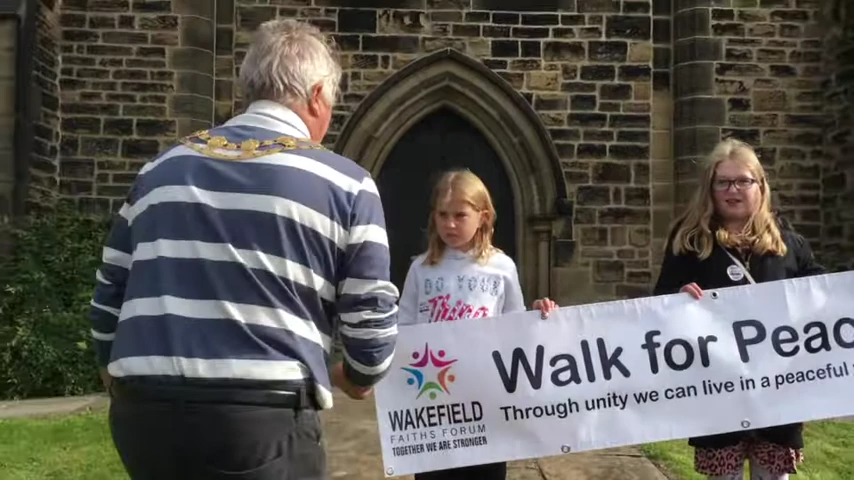 DO YOUR
Walk for Peac
Through unity we can live in a peaceful
WAKEFIELD
FAITHS FORUM
TOGETHER WE ARE STRONGER